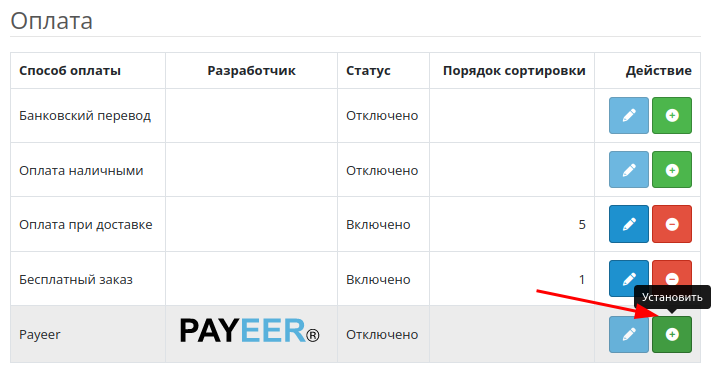 Оплата
Способ оплаты Разработчик Статус Порядок сортировки Действие
Банковский перевод Отключено
Оплата наличными Отключено
Оплата при доставке Включено 5
Бесплатный заказ Включено 1
Установить
Payeer PAYEER® Отключено